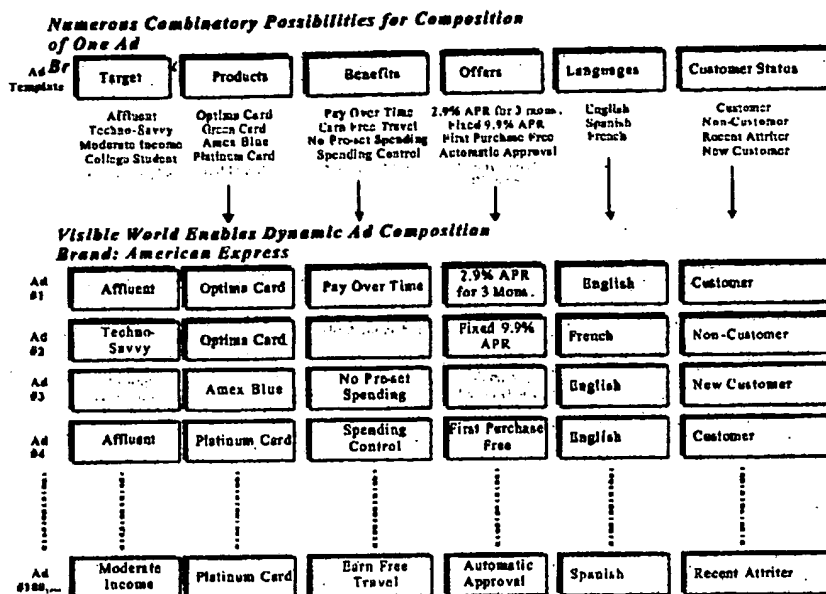 Numerous Combinatory Possibilities for Composition
of One Ad
Br
Ad
Template
Target
Products
Benefits
Offers
Languages
Customer Status
Affluent
Techno-Savvy
Moderate Income
College Student
Optima Card
Green Card
Amex Blue
Platinum Card
Pay Over Time
Earn Free Travel
No Pre-set Spending
Spending Control
2.9% APR for 3 mons.
Fixed 9.9% APR
First Purchase Free
Automatic Approval
English
Spanish
French
Customer
Non-Customer
Recent Attriter
New Customer
Visible World Enables Dynamic Ad Composition
Brand: American Express
Ad
#1
Affluent
Optima Card
Pay Over Time
2.9% APR
for 3 Mons.
English
Customer
Ad
#2
Techno-
Savvy
Optima Card
Fixed 9.9%
APR
French
Non-Customer
Ad
#3
Amex Blue
No Pre-set
Spending
English
New Customer
Ad
#4
Affluent
Platinum Card
Spending
Control
First Purchase
Free
English
Customer
Ad
Moderate
Income
Platinum Card
Earn Free
Travel
Automatic
Approval
Spanish
Recent Attriter